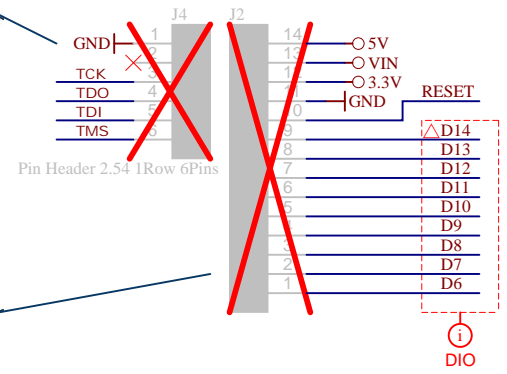 J4 J2
GND 1 14 5V
2 13 VIN
TCK 3 12 3.3V
TDO 4 11 GND RESET
TDI 5 10
TMS 6 9 D14
8 D13
Pin Header 2.54 1Row 6Pins 7 D12
6 D11
5 D10
D9
3 D8
2 D7
1 D6
i
DIO